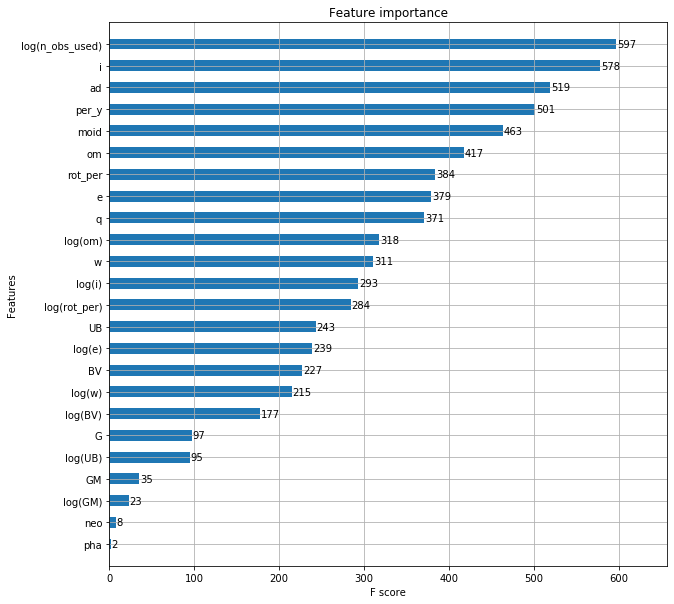 Feature importance
log(n_obs_used) 597
i 578
ad 519
per_y 501
moid 463
om 417
rot_per 384
e 379
q 371
log(om) 318
w 311
log(i) 293
log(rot_per) 284
UB 243
log(e) 239
BV 227
log(w) 215
log(BV) 177
G 97
log(UB) 95
GM 35
log(GM) 23
neo 8
pha 2
Features
0 100 200 300 400 500 600
F score